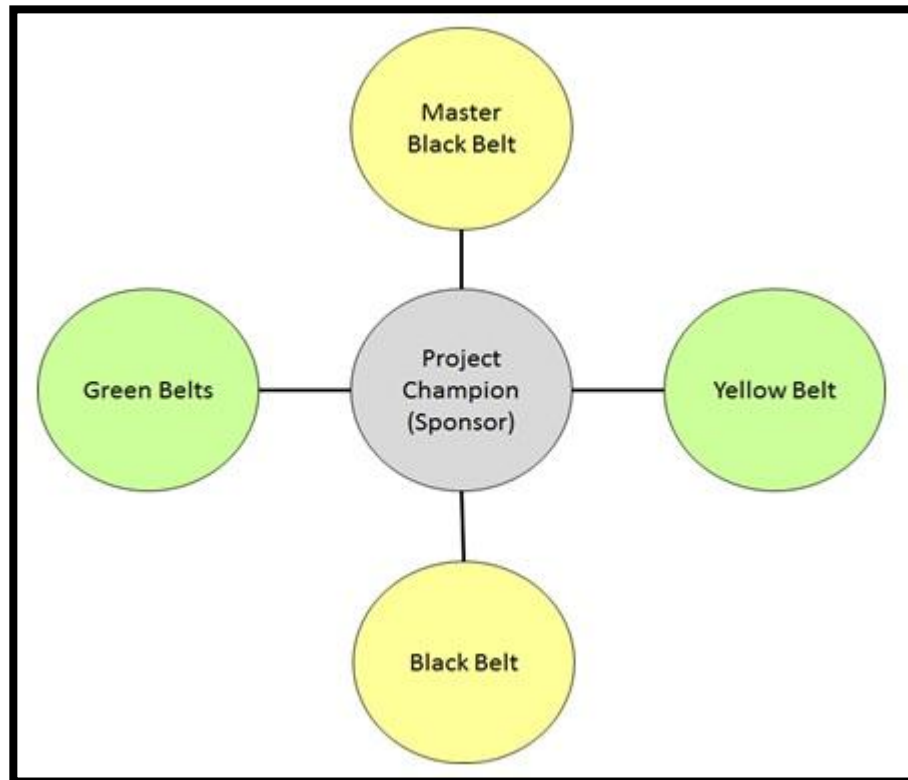 Master
Black Belt
Green Belts
Project
Champion
(Sponsor)
Yellow Belt
Black Belt